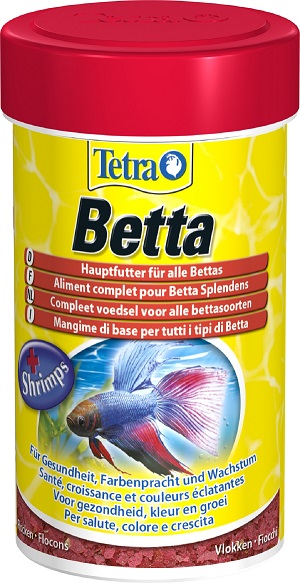 Tetra
Betta
D
Hauptfutter für alle Bettas
F
Aliment complet pour Betta Splendens
NL
Compleet voedsel voor alle bettasoorten
I
Mangime di base per tutti i tipi di Betta
+
Shrimps
Für Gesundheit, Farbenpracht und Wachstum
Santé, croissance et couleurs éclatantes
Voor gezondheid, kleur en groei
Per salute, colore e crescita
Flocons
Vlokken • Fiocchi